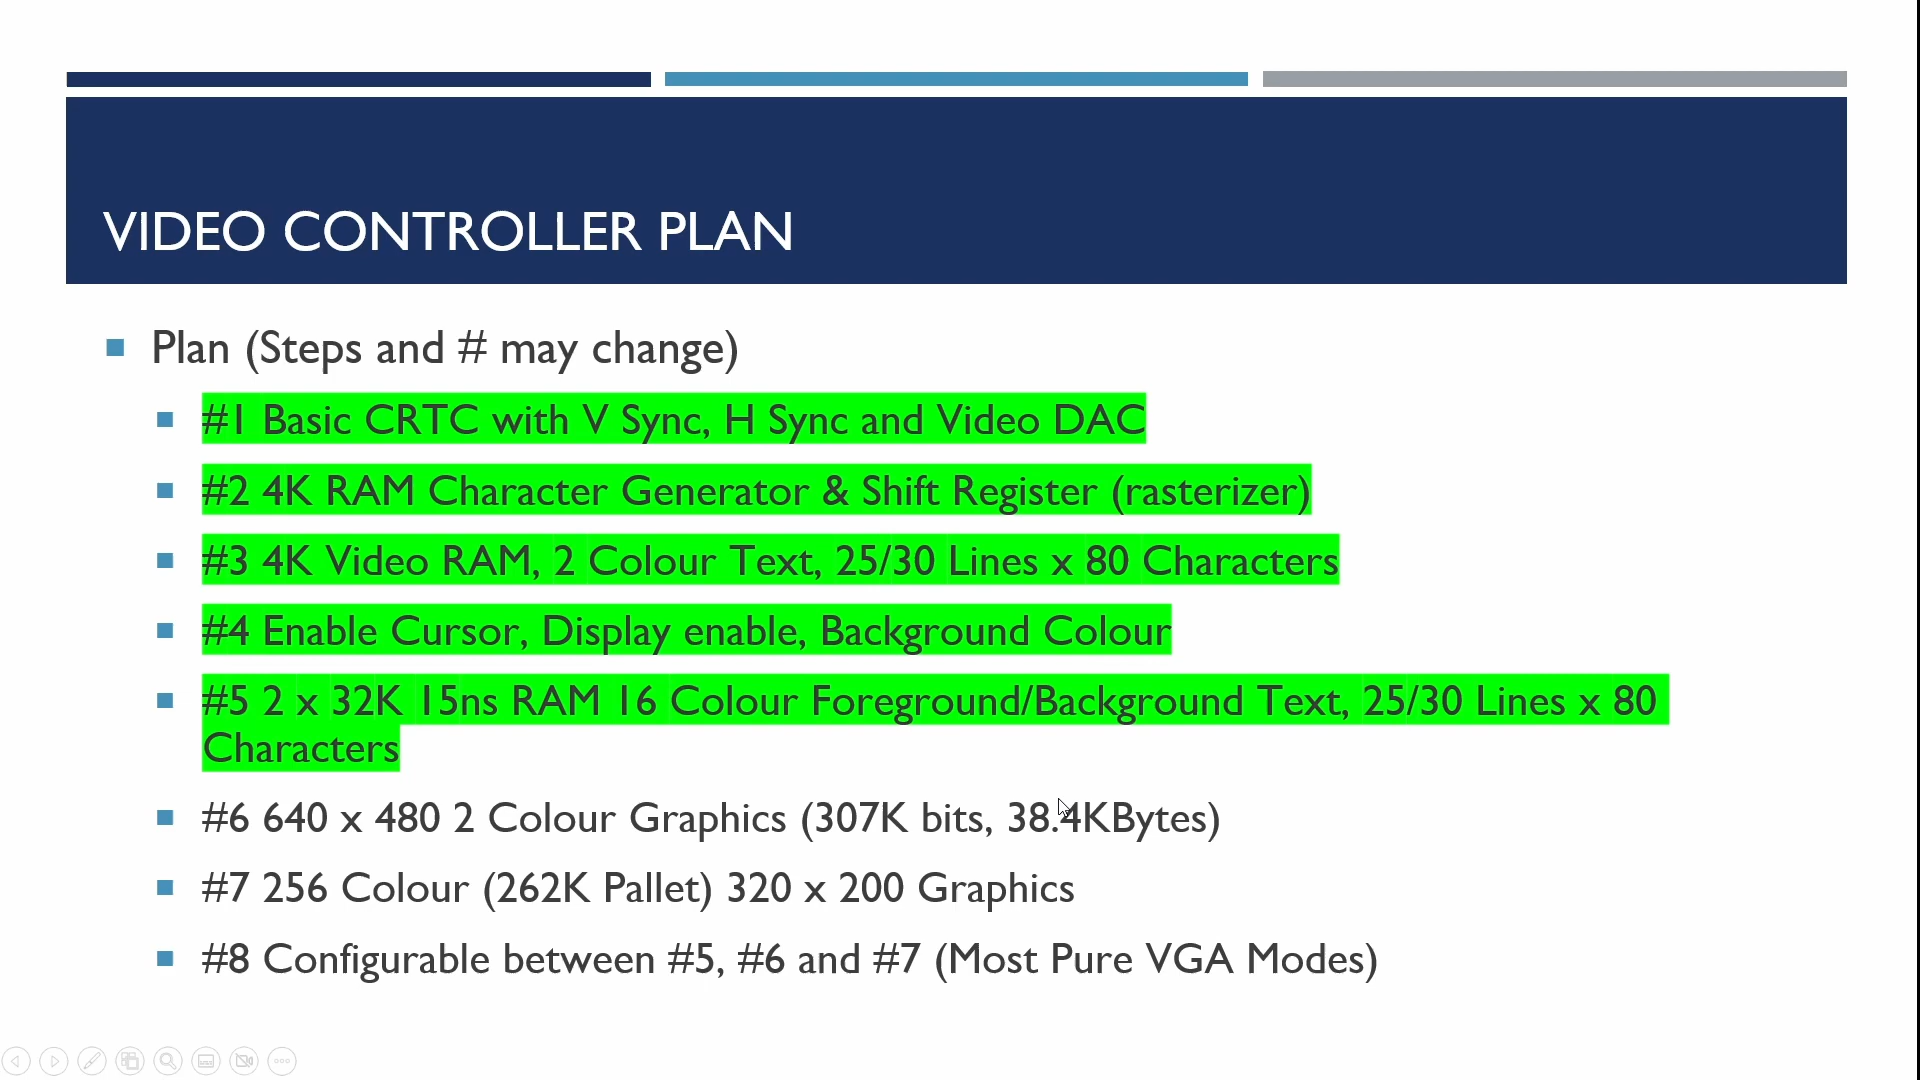 VIDEO CONTROLLER PLAN
Plan (Steps and # may change)
#1 Basic CRTC with V Sync, H Sync and Video DAC
#2 4K RAM Character Generator & Shift Register (rasterizer)
#3 4K Video RAM, 2 Colour Text, 25/30 Lines x 80 Characters
#4 Enable Cursor, Display enable, Background Colour
#5 2 x 32K 15ns RAM 16 Colour Foreground/Background Text, 25/30 Lines x 80
Characters
#6 640 x 480 2 Colour Graphics (307K bits, 38.4KBytes)
#7 256 Colour (262K Pallet) 320 x 200 Graphics
#8 Configurable between #5, #6 and #7 (Most Pure VGA Modes)